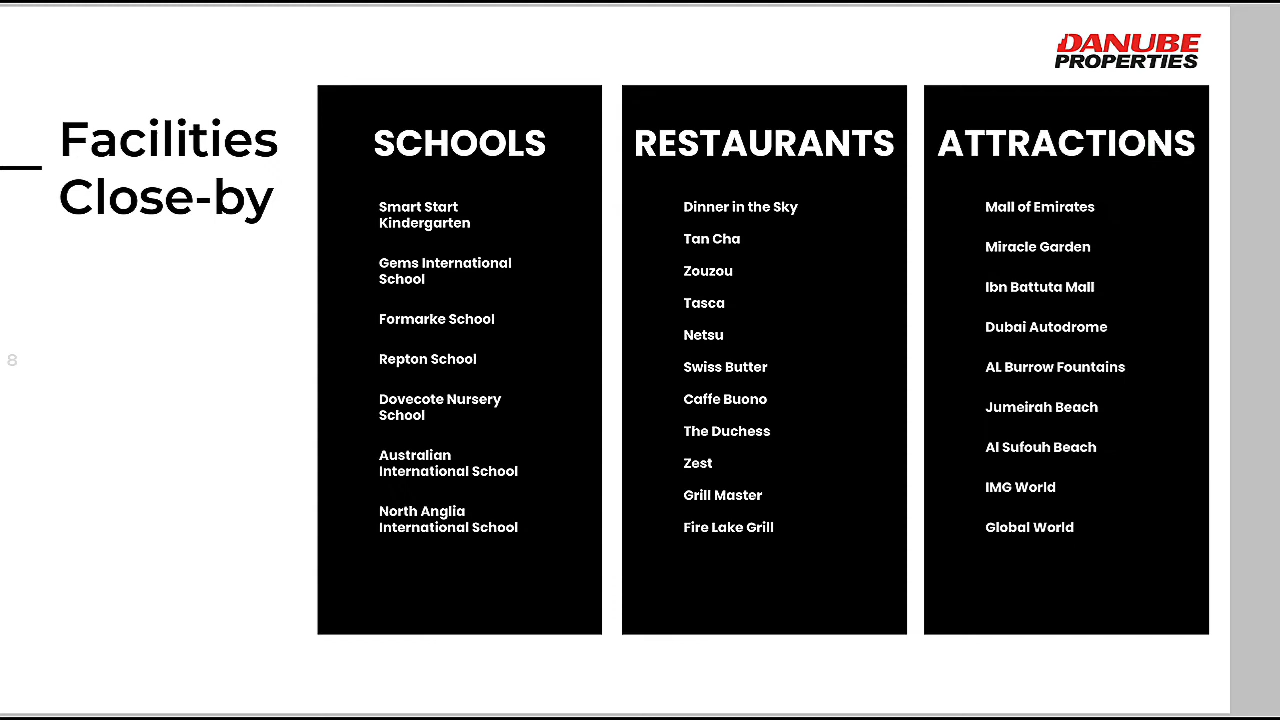 DANUBE
PROPERTIES
Facilities
Close-by
8
SCHOOLS
Smart Start
Kindergarten
Gems International
School
Formarke School
Repton School
Dovecote Nursery
School
Australian
International School
North Anglia
International School
RESTAURANTS
Dinner in the Sky
Tan Cha
Zouzou
Tasca
Netsu
Swiss Butter
Caffe Buono
The Duchess
Zest
Grill Master
Fire Lake Grill
ATTRACTIONS
Mall of Emirates
Miracle Garden
Ibn Battuta Mall
Dubai Autodrome
AL Burrow Fountains
Jumeirah Beach
Al Sufouh Beach
IMG World
Global World